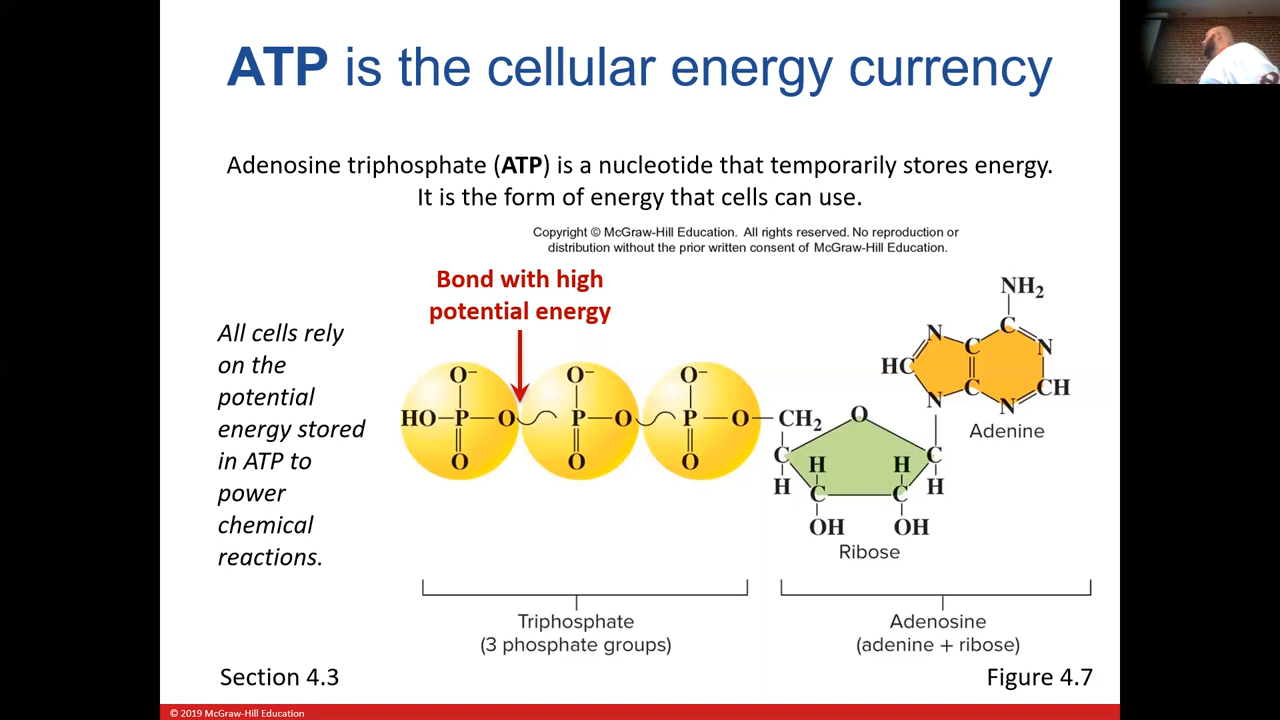 ATP is the cellular energy currency
Adenosine triphosphate (ATP) is a nucleotide that temporarily stores energy.
It is the form of energy that cells can use.
Copyright © McGraw-Hill Education. All rights reserved. No reproduction or
distribution without the prior written consent of McGraw-Hill Education.
Bond with high
potential energy
All cells rely
on the
potential
energy stored
in ATP to
power
chemical
reactions.
O⁻ O⁻ O⁻
HO–P–O P–O P–O–CH₂
O O O
NH₂
C
N C N
HC
C CH
N N
Adenine
O
C H H C
H C C H
OH OH
Ribose
Triphosphate
(3 phosphate groups)
Adenosine
(adenine + ribose)
Section 4.3
Figure 4.7
© 2019 McGraw-Hill Education